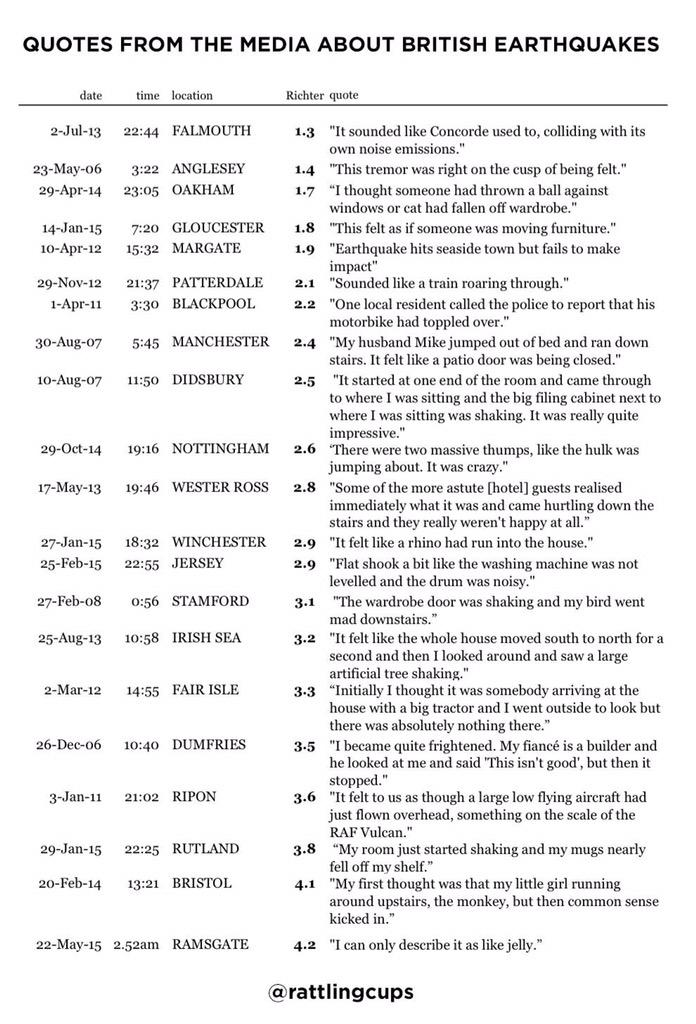 QUOTES FROM THE MEDIA ABOUT BRITISH EARTHQUAKES
date time location Richter quote
2-Jul-13 22:44 FALMOUTH 1.3 "It sounded like Concorde used to, colliding with its
own noise emissions."
23-May-06 3:22 ANGLESEY 1.4 "This tremor was right on the cusp of being felt."
29-Apr-14 23:05 OAKHAM 1.7 “I thought someone had thrown a ball against
windows or cat had fallen off wardrobe."
14-Jan-15 7:20 GLOUCESTER 1.8 "This felt as if someone was moving furniture."
10-Apr-12 15:32 MARGATE 1.9 "Earthquake hits seaside town but fails to make
impact"
29-Nov-12 21:37 PATTERDALE 2.1 "Sounded like a train roaring through."
1-Apr-11 3:30 BLACKPOOL 2.2 "One local resident called the police to report that his
motorbike had toppled over."
30-Aug-07 5:45 MANCHESTER 2.4 "My husband Mike jumped out of bed and ran down
stairs. It felt like a patio door was being closed."
10-Aug-07 11:50 DIDSBURY 2.5 "It started at one end of the room and came through
to where I was sitting and the big filing cabinet next to
where I was sitting was shaking. It was really quite
impressive."
29-Oct-14 19:16 NOTTINGHAM 2.6 ‘There were two massive thumps, like the hulk was
jumping about. It was crazy."
17-May-13 19:46 WESTER ROSS 2.8 "Some of the more astute [hotel] guests realised
immediately what it was and came hurtling down the
stairs and they really weren't happy at all.”
27-Jan-15 18:32 WINCHESTER 2.9 "It felt like a rhino had run into the house."
25-Feb-15 22:55 JERSEY 2.9 "Flat shook a bit like the washing machine was not
levelled and the drum was noisy."
27-Feb-08 0:56 STAMFORD 3.1 "The wardrobe door was shaking and my bird went
mad downstairs.”
25-Aug-13 10:58 IRISH SEA 3.2 "It felt like the whole house moved south to north for a
second and then I looked around and saw a large
artificial tree shaking."
2-Mar-12 14:55 FAIR ISLE 3.3 “Initially I thought it was somebody arriving at the
house with a big tractor and I went outside to look but
there was absolutely nothing there.”
26-Dec-06 10:40 DUMFRIES 3.5 "I became quite frightened. My fiancé is a builder and
he looked at me and said 'This isn't good', but then it
stopped."
3-Jan-11 21:02 RIPON 3.6 "It felt to us as though a large low flying aircraft had
just flown overhead, something on the scale of the
RAF Vulcan."
29-Jan-15 22:25 RUTLAND 3.8 “My room just started shaking and my mugs nearly
fell off my shelf.”
20-Feb-14 13:21 BRISTOL 4.1 "My first thought was that my little girl running
around upstairs, the monkey, but then common sense
kicked in.”
22-May-15 2.52am RAMSGATE 4.2 "I can only describe it as like jelly.”
@rattlingcups